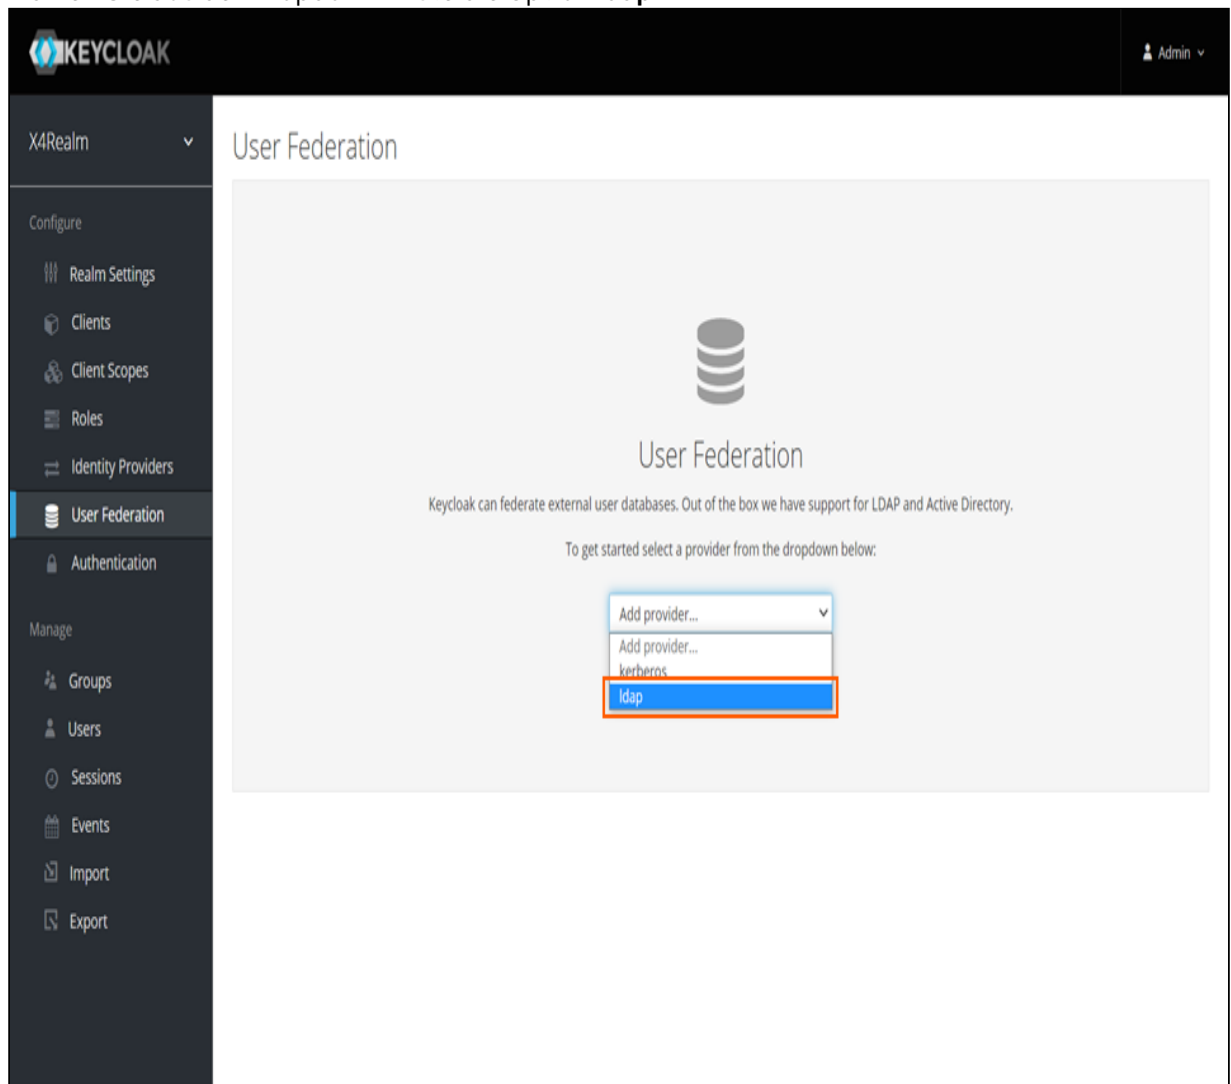 KEYCLOAK
Admin
X4Realm
User Federation
Configure
Realm Settings
Clients
Client Scopes
Roles
Identity Providers
User Federation
Authentication
Manage
Groups
Users
Sessions
Events
Import
Export
User Federation
Keycloak can federate external user databases. Out of the box we have support for LDAP and Active Directory.
To get started select a provider from the dropdown below:
Add provider...
Add provider...
kerberos
ldap